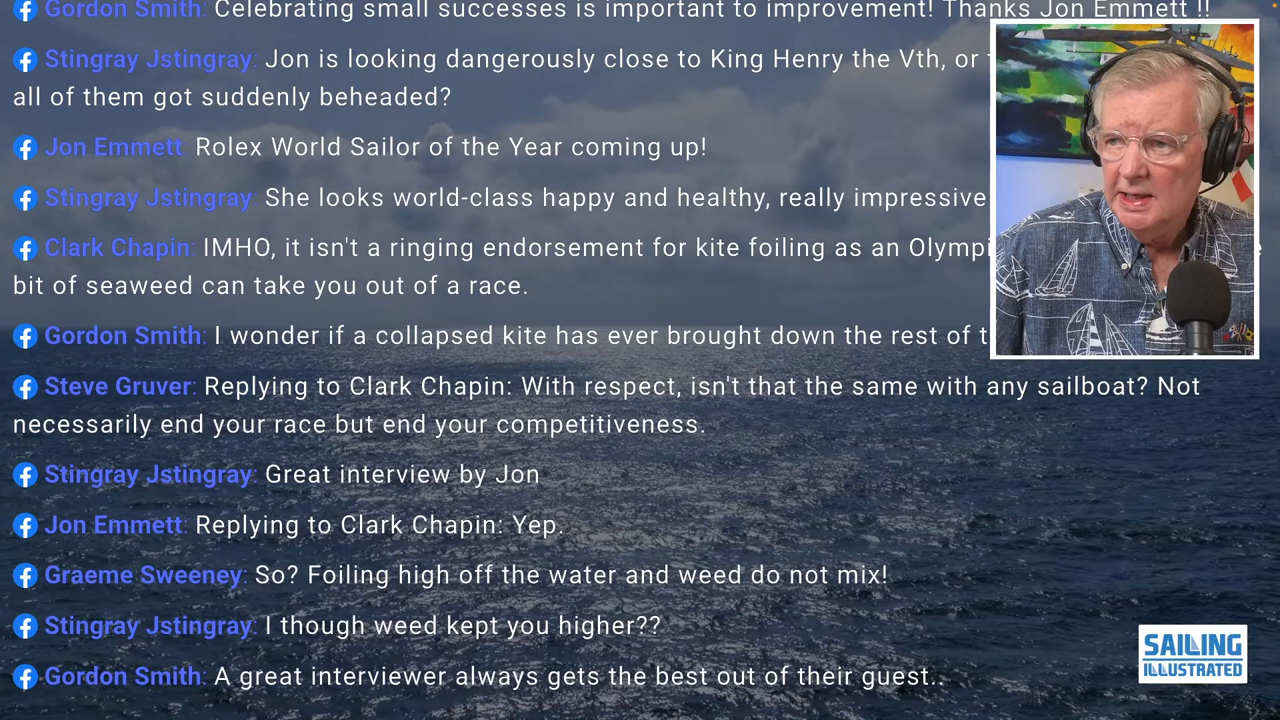 Gordon Smith: Celebrating small successes is important to improvement! Thanks Jon Emmett !!
Stingray Jstingray: Jon is looking dangerously close to King Henry the Vth, or
all of them got suddenly beheaded?
Jon Emmett: Rolex World Sailor of the Year coming up!
Stingray Jstingray: She looks world-class happy and healthy, really impressive
Clark Chapin: IMHO, it isn't a ringing endorsement for kite foiling as an
bit of seaweed can take you out of a race.
Gordon Smith: I wonder if a collapsed kite has ever brought down the rest of
Steve Gruver: Replying to Clark Chapin: With respect, isn't that the same with any sailboat? Not
necessarily end your race but end your competitiveness.
Stingray Jstingray: Great interview by Jon
Jon Emmett: Replying to Clark Chapin: Yep.
Graeme Sweeney: So? Foiling high off the water and weed do not mix!
Stingray Jstingray: I though weed kept you higher??
Gordon Smith: A great interviewer always gets the best out of their guest..
SAILING
ILLUSTRATED